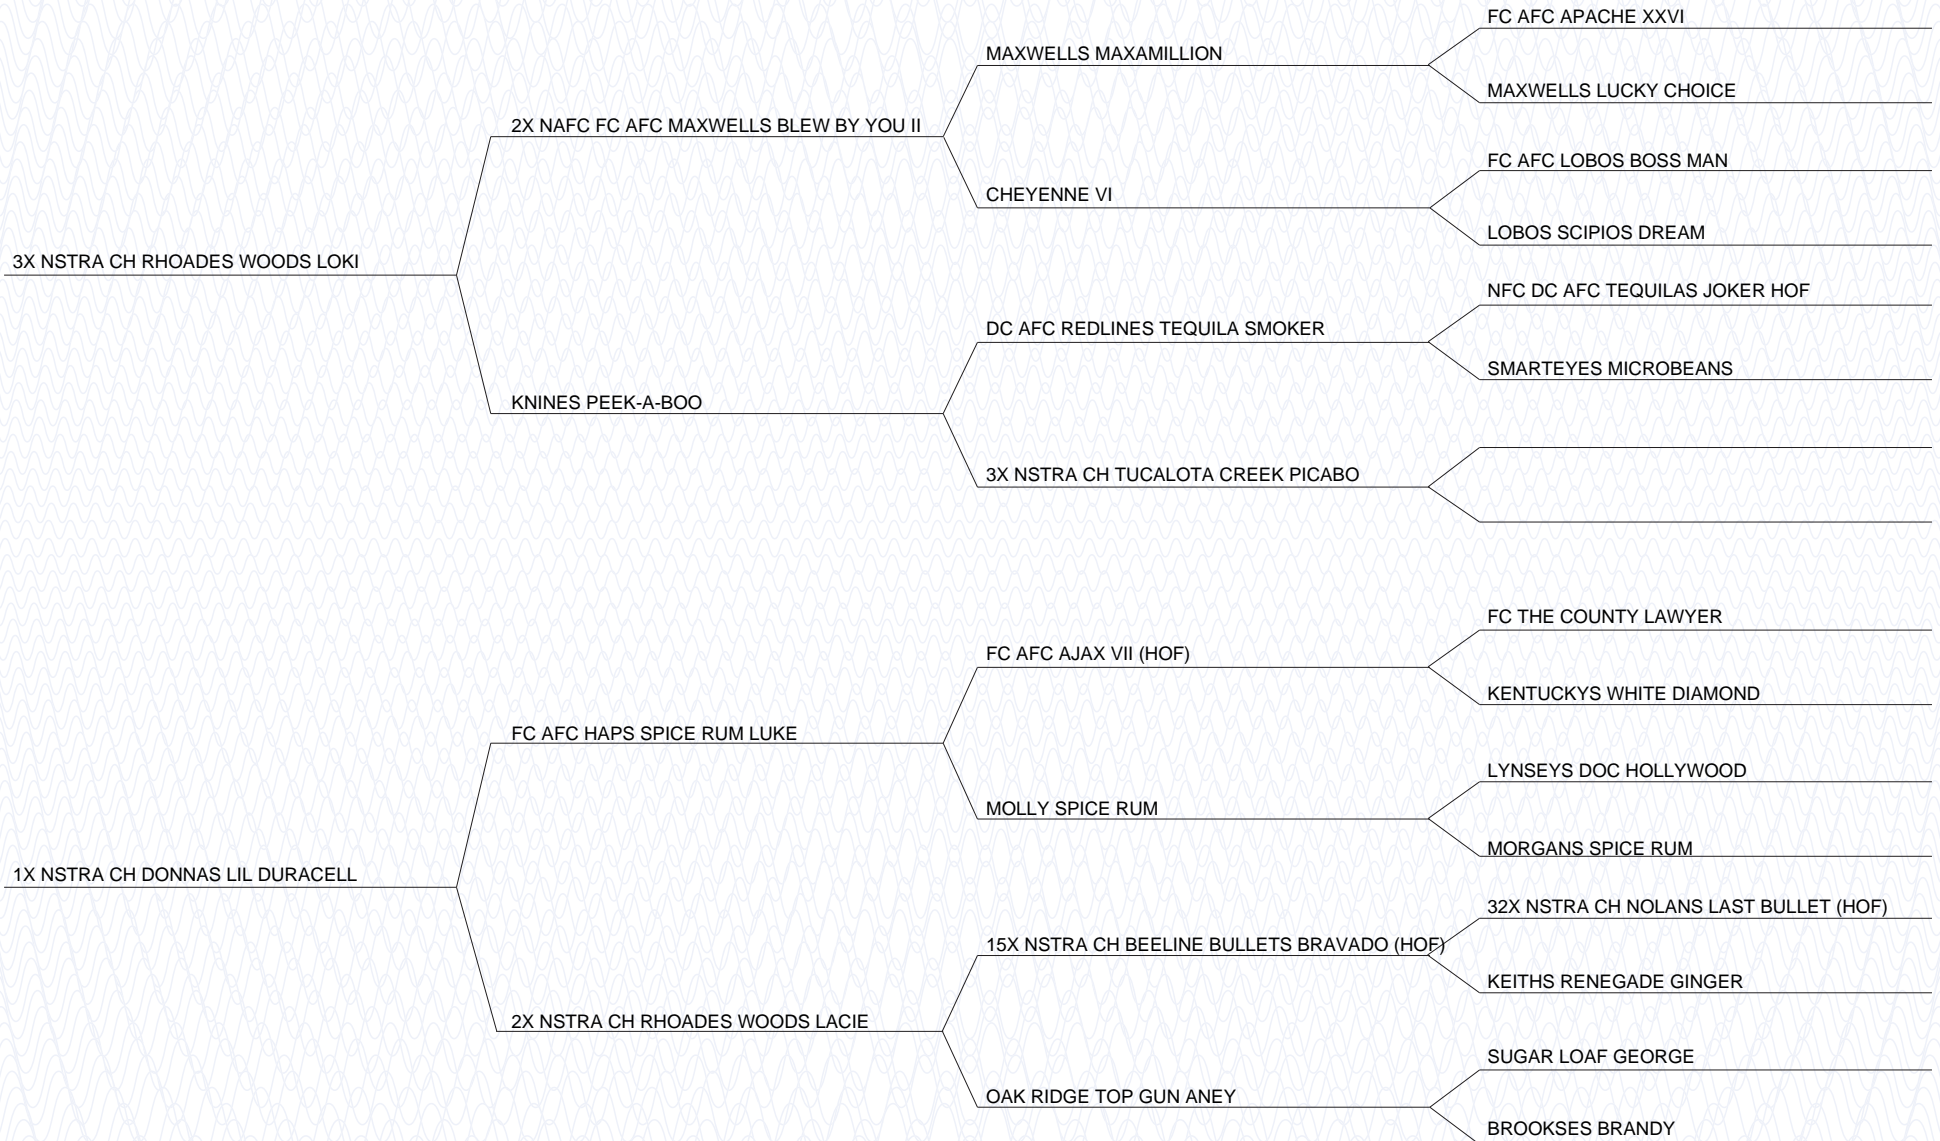 FC AFC APACHE XXVI
MAXWELLS MAXAMILLION
MAXWELLS LUCKY CHOICE
2X NAFC FC AFC MAXWELLS BLEW BY YOU II
FC AFC LOBOS BOSS MAN
CHEYENNE VI
LOBOS SCIPIOS DREAM
3X NSTRA CH RHOADES WOODS LOKI
NFC DC AFC TEQUILAS JOKER HOF
DC AFC REDLINES TEQUILA SMOKER
SMARTEYES MICROBEANS
KNINES PEEK-A-BOO
3X NSTRA CH TUCALOTA CREEK PICABO
FC THE COUNTY LAWYER
FC AFC AJAX VII (HOF)
KENTUCKYS WHITE DIAMOND
FC AFC HAPS SPICE RUM LUKE
LYNSEYS DOC HOLLYWOOD
MOLLY SPICE RUM
MORGANS SPICE RUM
1X NSTRA CH DONNAS LIL DURACELL
32X NSTRA CH NOLANS LAST BULLET (HOF)
15X NSTRA CH BEELINE BULLETS BRAVADO (HOF)
KEITHS RENEGADE GINGER
2X NSTRA CH RHOADES WOODS LACIE
SUGAR LOAF GEORGE
OAK RIDGE TOP GUN ANEY
BROOKSES BRANDY